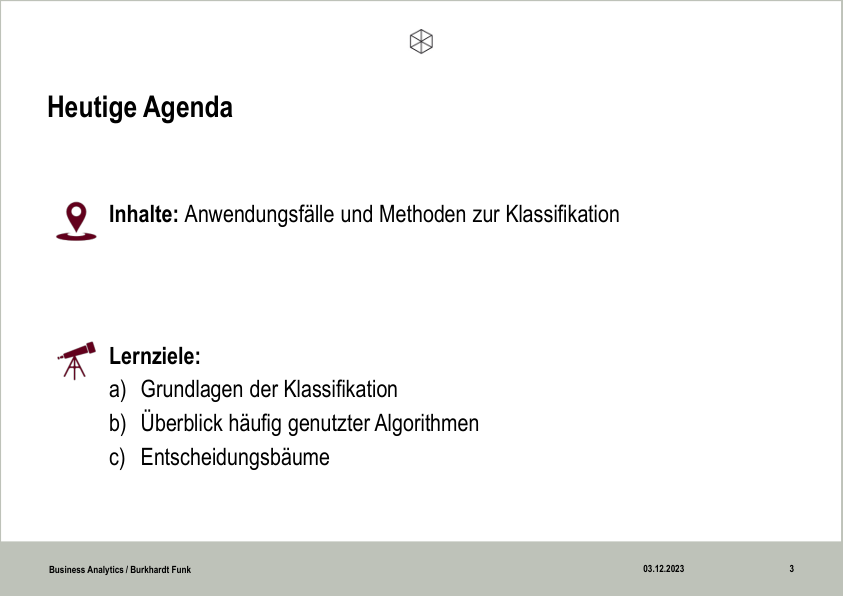 Heutige Agenda
Inhalte: Anwendungsfälle und Methoden zur Klassifikation
Lernziele:
a) Grundlagen der Klassifikation
b) Überblick häufig genutzter Algorithmen
c) Entscheidungsbäume
Business Analytics / Burkhardt Funk 03.12.2023 3